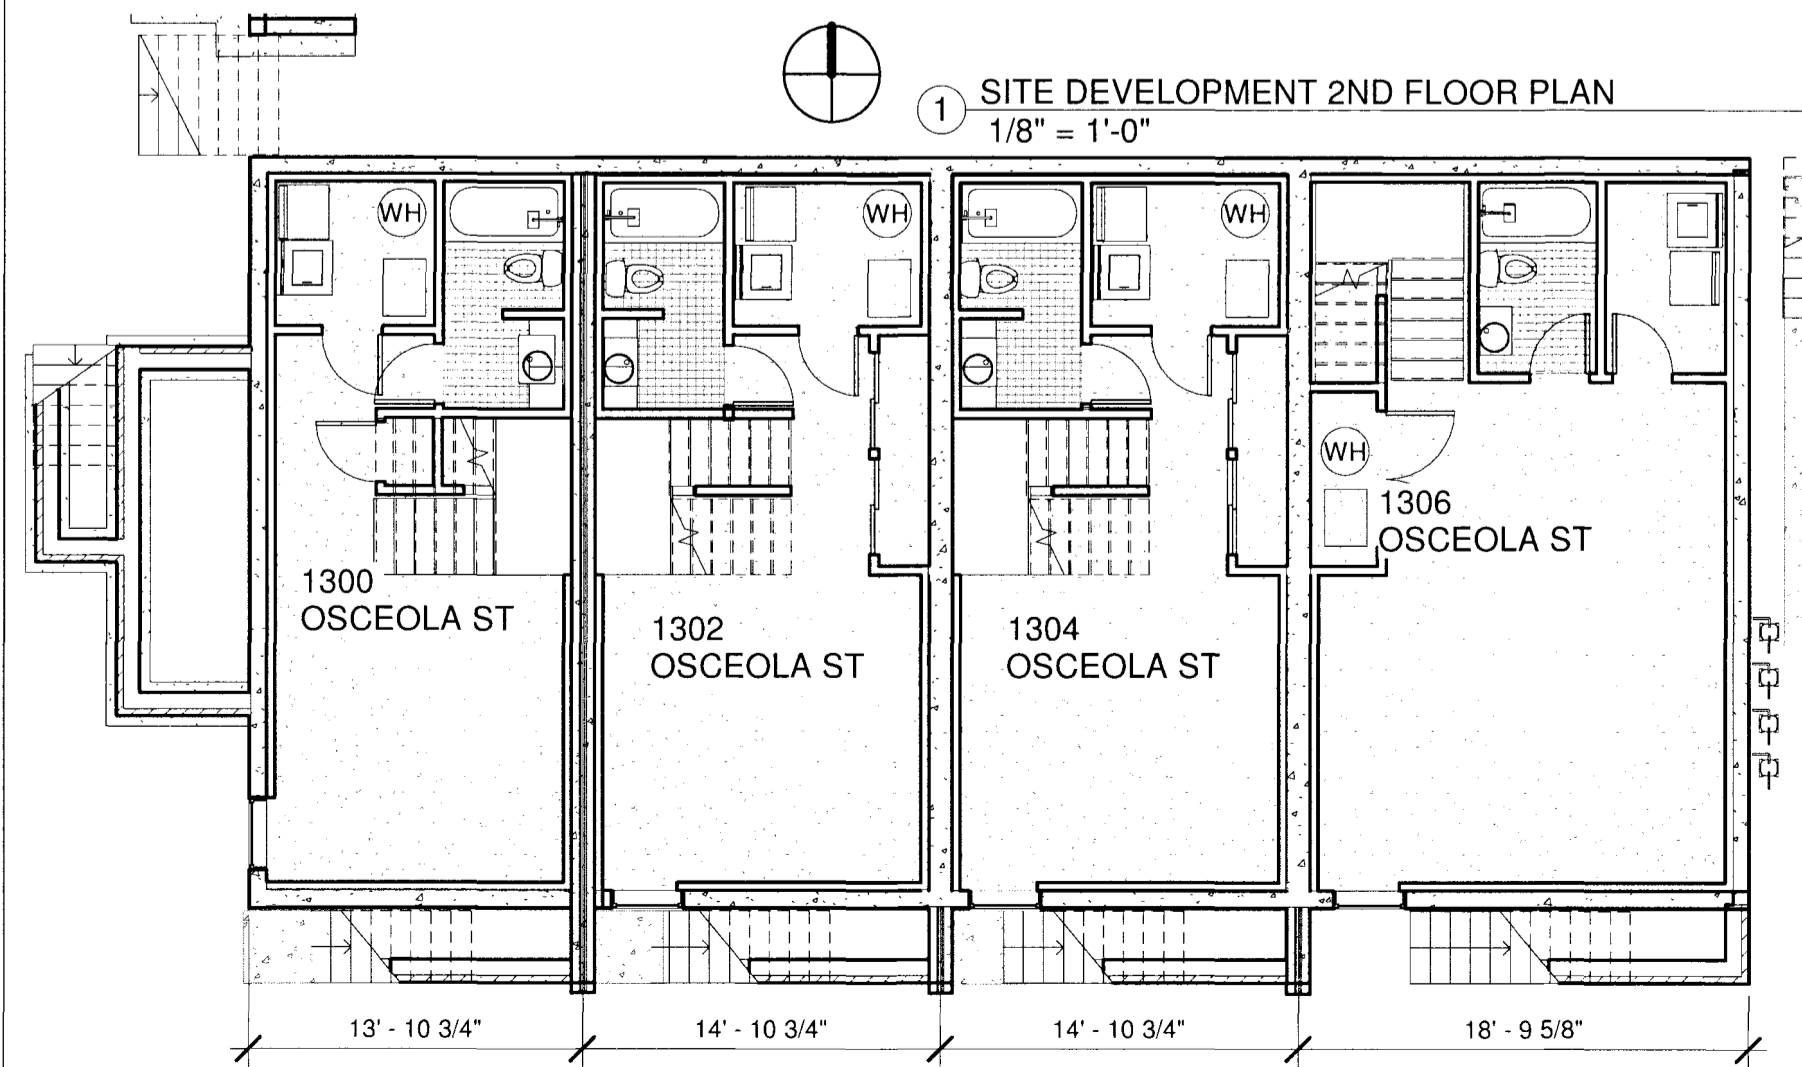 1 SITE DEVELOPMENT 2ND FLOOR PLAN
1/8" = 1'-0"
WH
WH
WH
WH
1300
OSCEOLA ST
1302
OSCEOLA ST
1304
OSCEOLA ST
1306
OSCEOLA ST
13' - 10 3/4"
14' - 10 3/4"
14' - 10 3/4"
18' - 9 5/8"